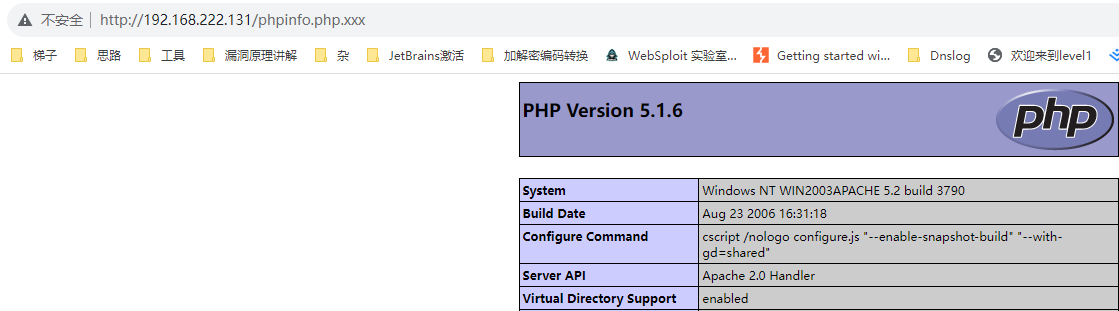 不安全 | http://192.168.222.131/phpinfo.php.xxx
梯子 思路 工具 漏洞原理讲解 杂 JetBrains激活 加解密编码转换 WebSploit 实验室... Getting started wi... Dnslog 欢迎来到level1
PHP Version 5.1.6 php
System Windows NT WIN2003APACHE 5.2 build 3790
Build Date Aug 23 2006 16:31:18
Configure Command cscript /nologo configure.js "--enable-snapshot-build" "--with-
gd=shared"
Server API Apache 2.0 Handler
Virtual Directory Support enabled